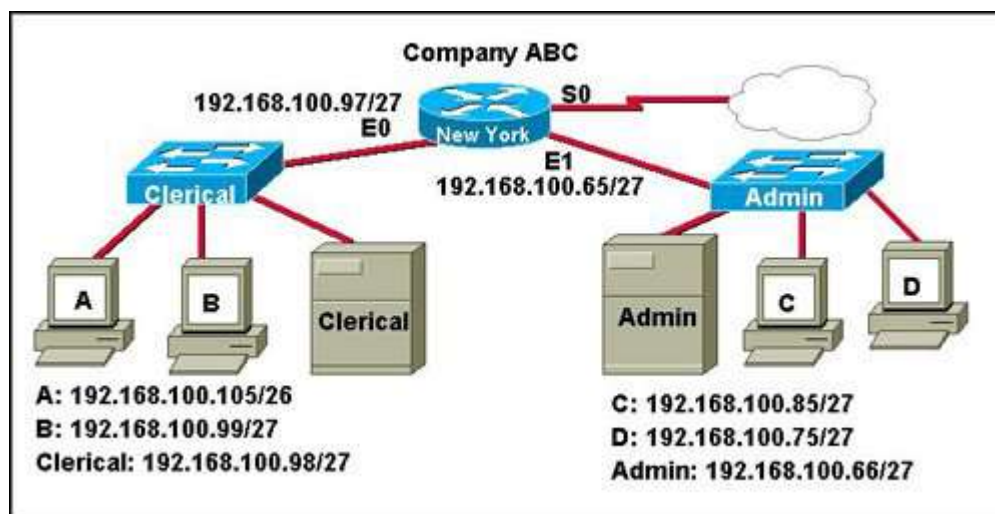 Company ABC
192.168.100.97/27
S0
E0
New York
E1
192.168.100.65/27
Clerical
Admin
A
B
Clerical
Admin
C
D
A: 192.168.100.105/26
B: 192.168.100.99/27
Clerical: 192.168.100.98/27
C: 192.168.100.85/27
D: 192.168.100.75/27
Admin: 192.168.100.66/27